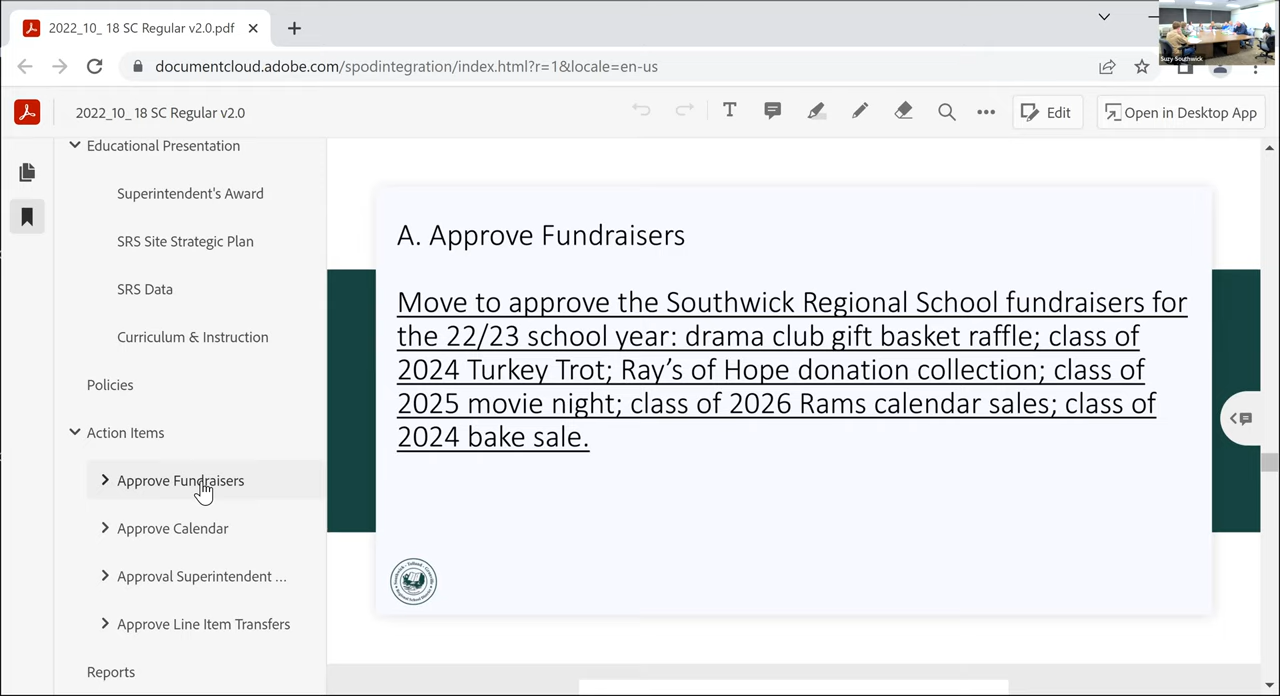 2022_10_ 18 SC Regular v2.0.pdf
Suzy Southwick
documentcloud.adobe.com/spodintegration/index.html?r=1&locale=en-us
2022_10_ 18 SC Regular v2.0
T
Edit
Open in Desktop App
Educational Presentation
Superintendent's Award
SRS Site Strategic Plan
SRS Data
Curriculum & Instruction
Policies
Action Items
Approve Fundraisers
Approve Calendar
Approval Superintendent ...
Approve Line Item Transfers
Reports
A. Approve Fundraisers
Move to approve the Southwick Regional School fundraisers for
the 22/23 school year: drama club gift basket raffle; class of
2024 Turkey Trot; Ray's of Hope donation collection; class of
2025 movie night; class of 2026 Rams calendar sales; class of
2024 bake sale.